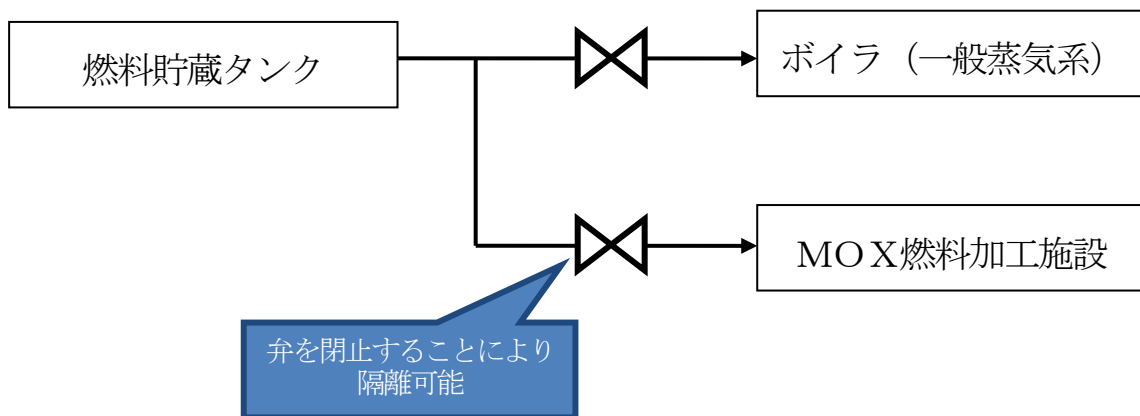 燃料貯蔵タンク
ボイラ（一般蒸気系）
ＭＯＸ燃料加工施設
弁を閉止することにより
隔離可能